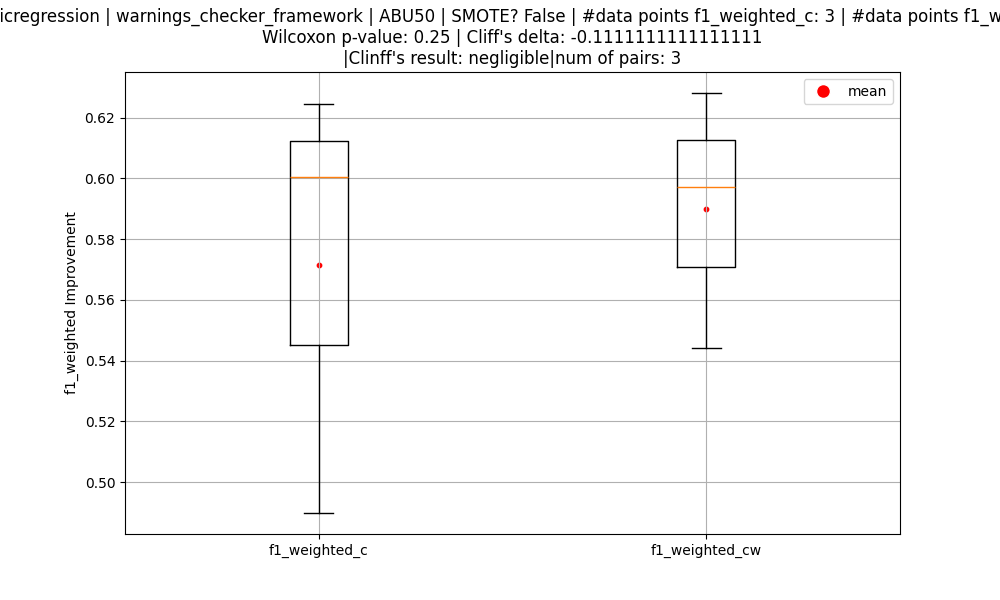 icregression | warnings_checker_framework | ABU50 | SMOTE? False | #data points f1_weighted_c: 3 | #data points f1_w
Wilcoxon p-value: 0.25 | Cliff's delta: -0.1111111111111111
|Clinff's result: negligible|num of pairs: 3
mean
0.62
0.60
0.58
0.56
0.54
0.52
0.50
f1_weighted Improvement
f1_weighted_c
f1_weighted_cw